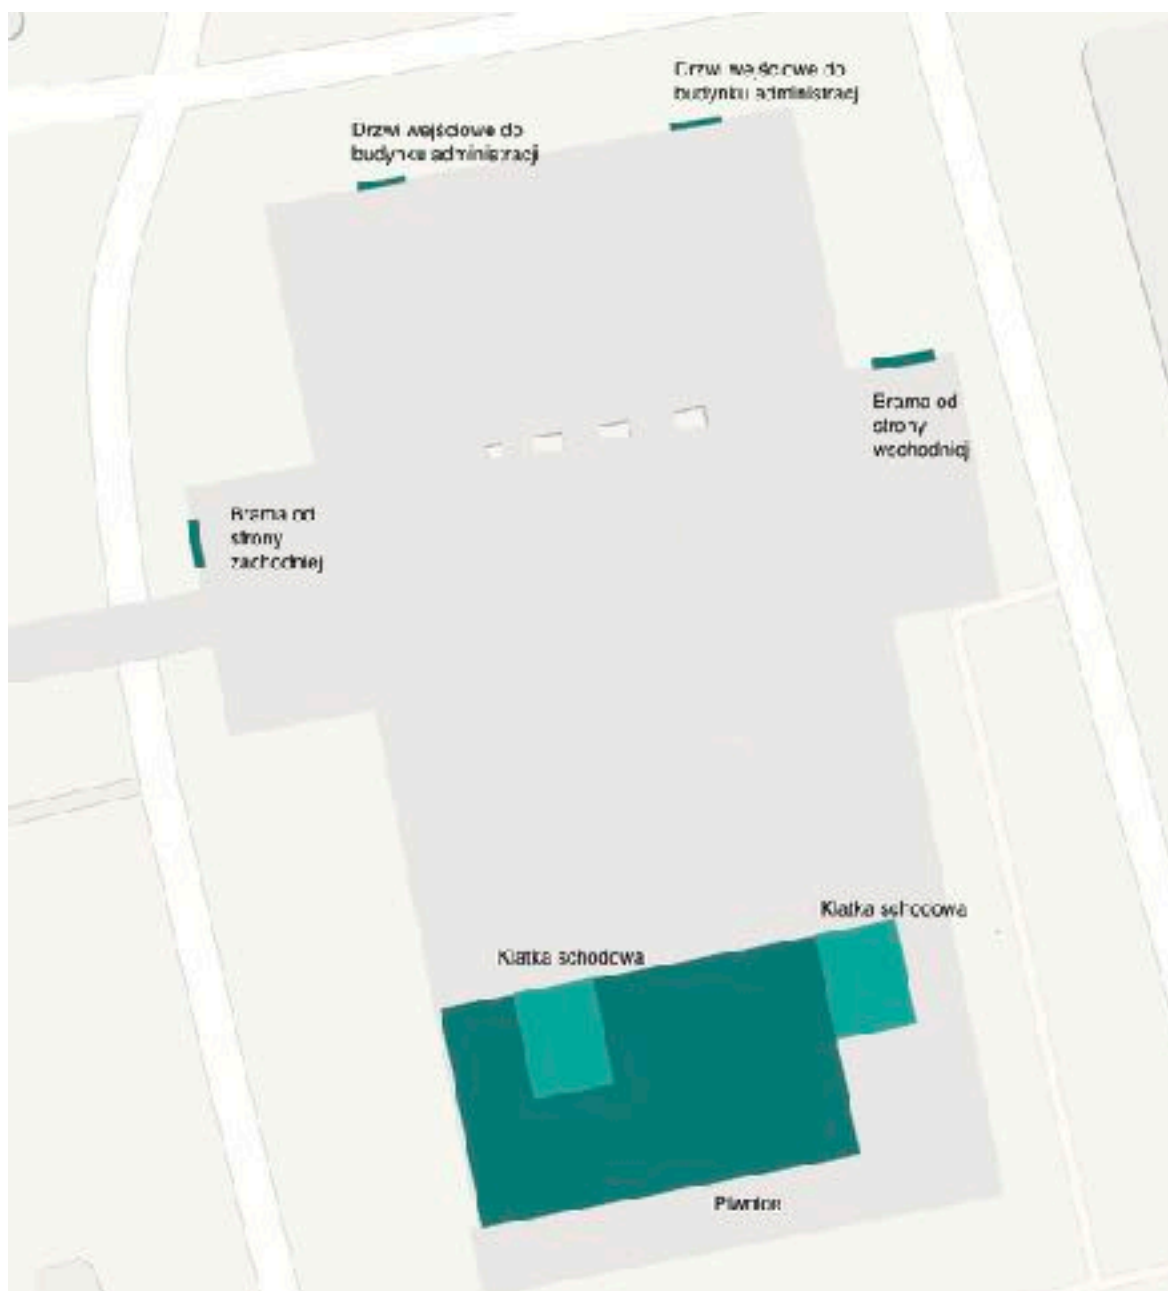 Drzwi wejściowe do
budynku administracji
Drzwi wejściowe do
budynku administracji
Brama od
strony
wschodniej
Brama od
strony
zachodniej
Klatka schodowa
Klatka schodowa
Piwnice